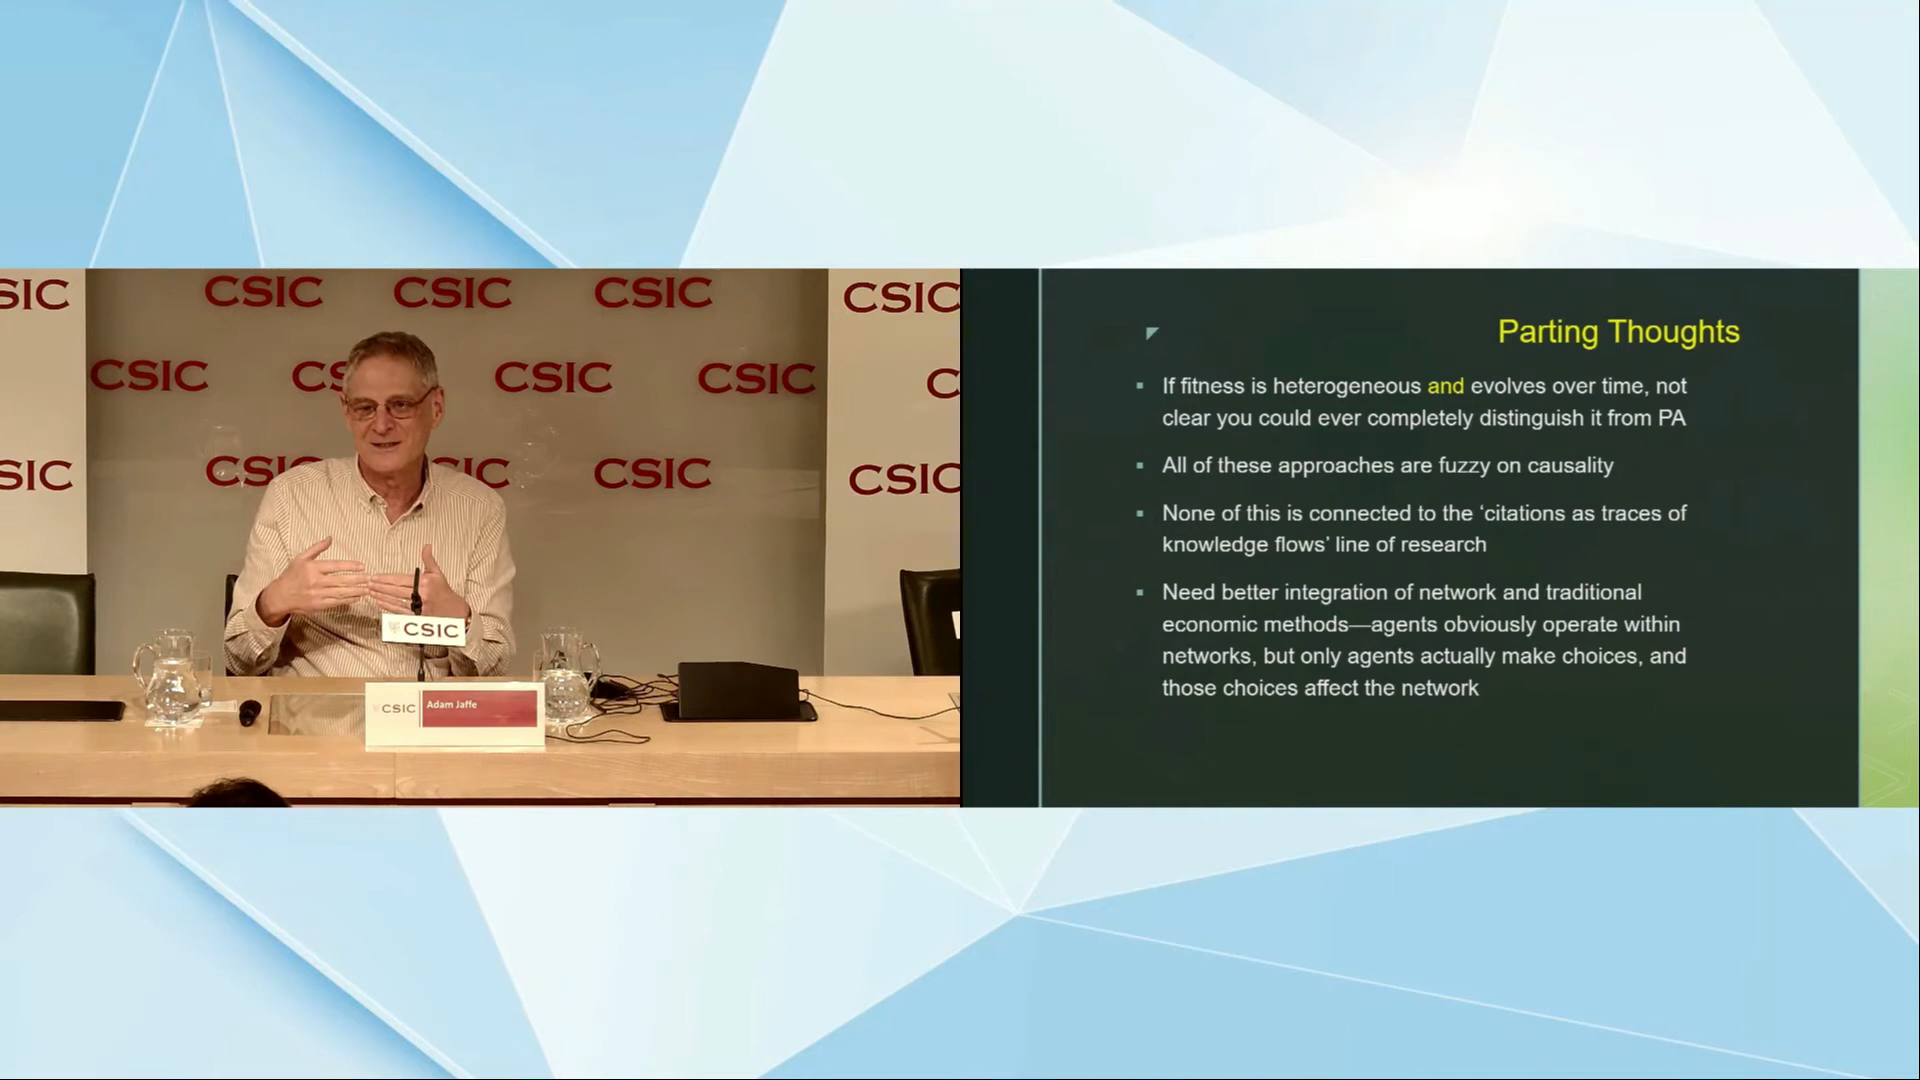 SIC CSIC CSIC CSIC CSIC
CSIC CSIC CSIC
SIC CSIC CSIC
CSIC
CSIC Adam Jaffe
Parting Thoughts
▪ If fitness is heterogeneous and evolves over time, not
clear you could ever completely distinguish it from PA
▪ All of these approaches are fuzzy on causality
▪ None of this is connected to the ‘citations as traces of
knowledge flows’ line of research
▪ Need better integration of network and traditional
economic methods—agents obviously operate within
networks, but only agents actually make choices, and
those choices affect the network